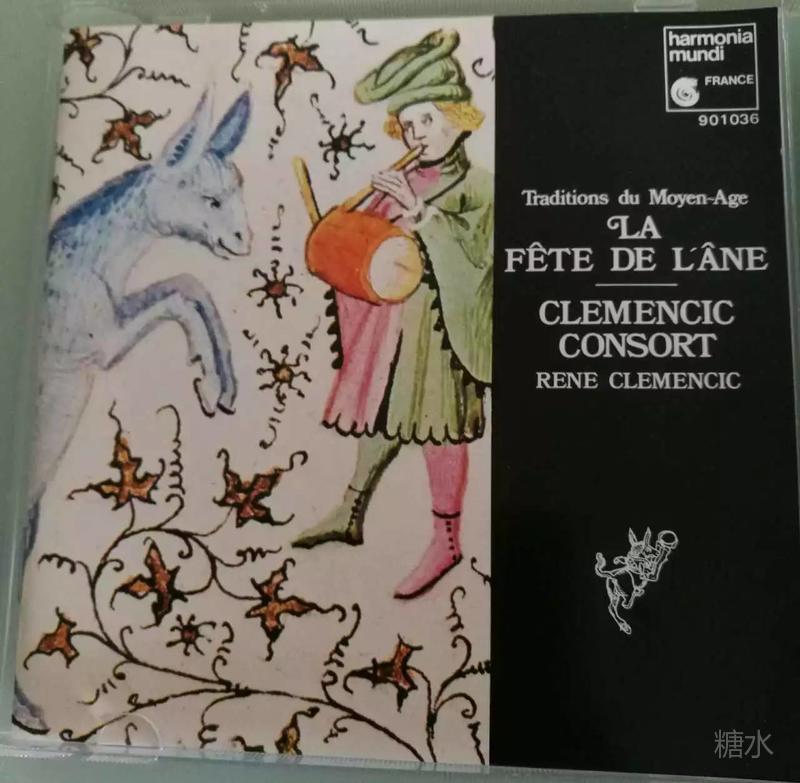 harmonia
mundi
FRANCE
901036
Traditions du Moyen-Age
LA
FÊTE DE L'ÂNE
CLEMENCIC
CONSORT
RENE CLEMENCIC
糖水